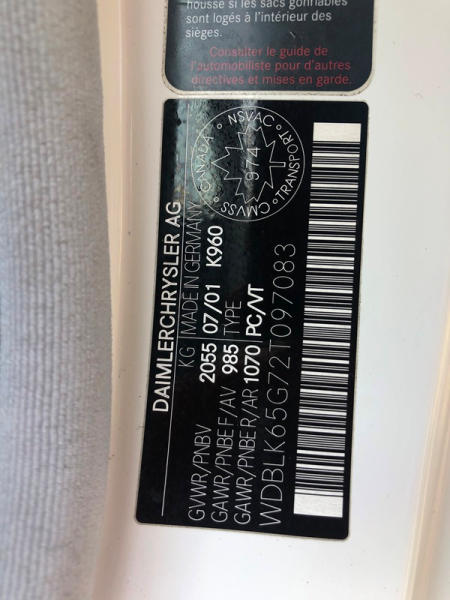 housse si les sacs gonflables
sont logés à l'intérieur des
sièges.
Consulter le guide de
l'automobiliste pour d'autres
directives et mises en garde.
DAIMLERCHRYSLER AG
KG MADE IN GERMANY
GVWR/PNBV 2055 07/01 K960
GAWR/PNBE F/AV 985 TYPE
GAWR/PNBE R/AR 1070 PC/VT
WDBLK65G72T097083
CANADA NSVAC
974
CMVSS TRANSPORT